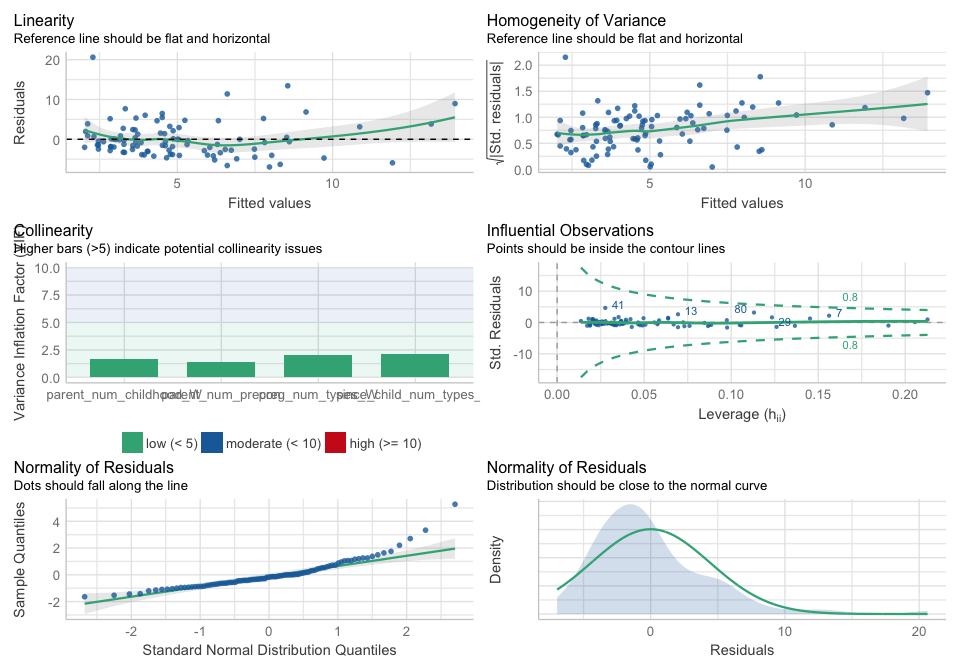 Linearity
Reference line should be flat and horizontal
Residuals
20
10
0
5
10
Fitted values
Homogeneity of Variance
Reference line should be flat and horizontal
√|Std. residuals|
2.0
1.5
1.0
0.5
0.0
5
10
Fitted values
Collinearity
Higher bars (>5) indicate potential collinearity issues
Variance Inflation Factor
10.0
7.5
5.0
2.5
0.0
low (< 5)
moderate (< 10)
high (>= 10)
Influential Observations
Points should be inside the contour lines
Std. Residuals
10
0
-10
41
13
80
29
7
0.8
0.8
0.00
0.05
0.10
0.15
0.20
Leverage (hii)
Normality of Residuals
Dots should fall along the line
Sample Quantiles
4
2
0
-2
-2
-1
0
1
2
Standard Normal Distribution Quantiles
Normality of Residuals
Distribution should be close to the normal curve
Density
0
10
20
Residuals